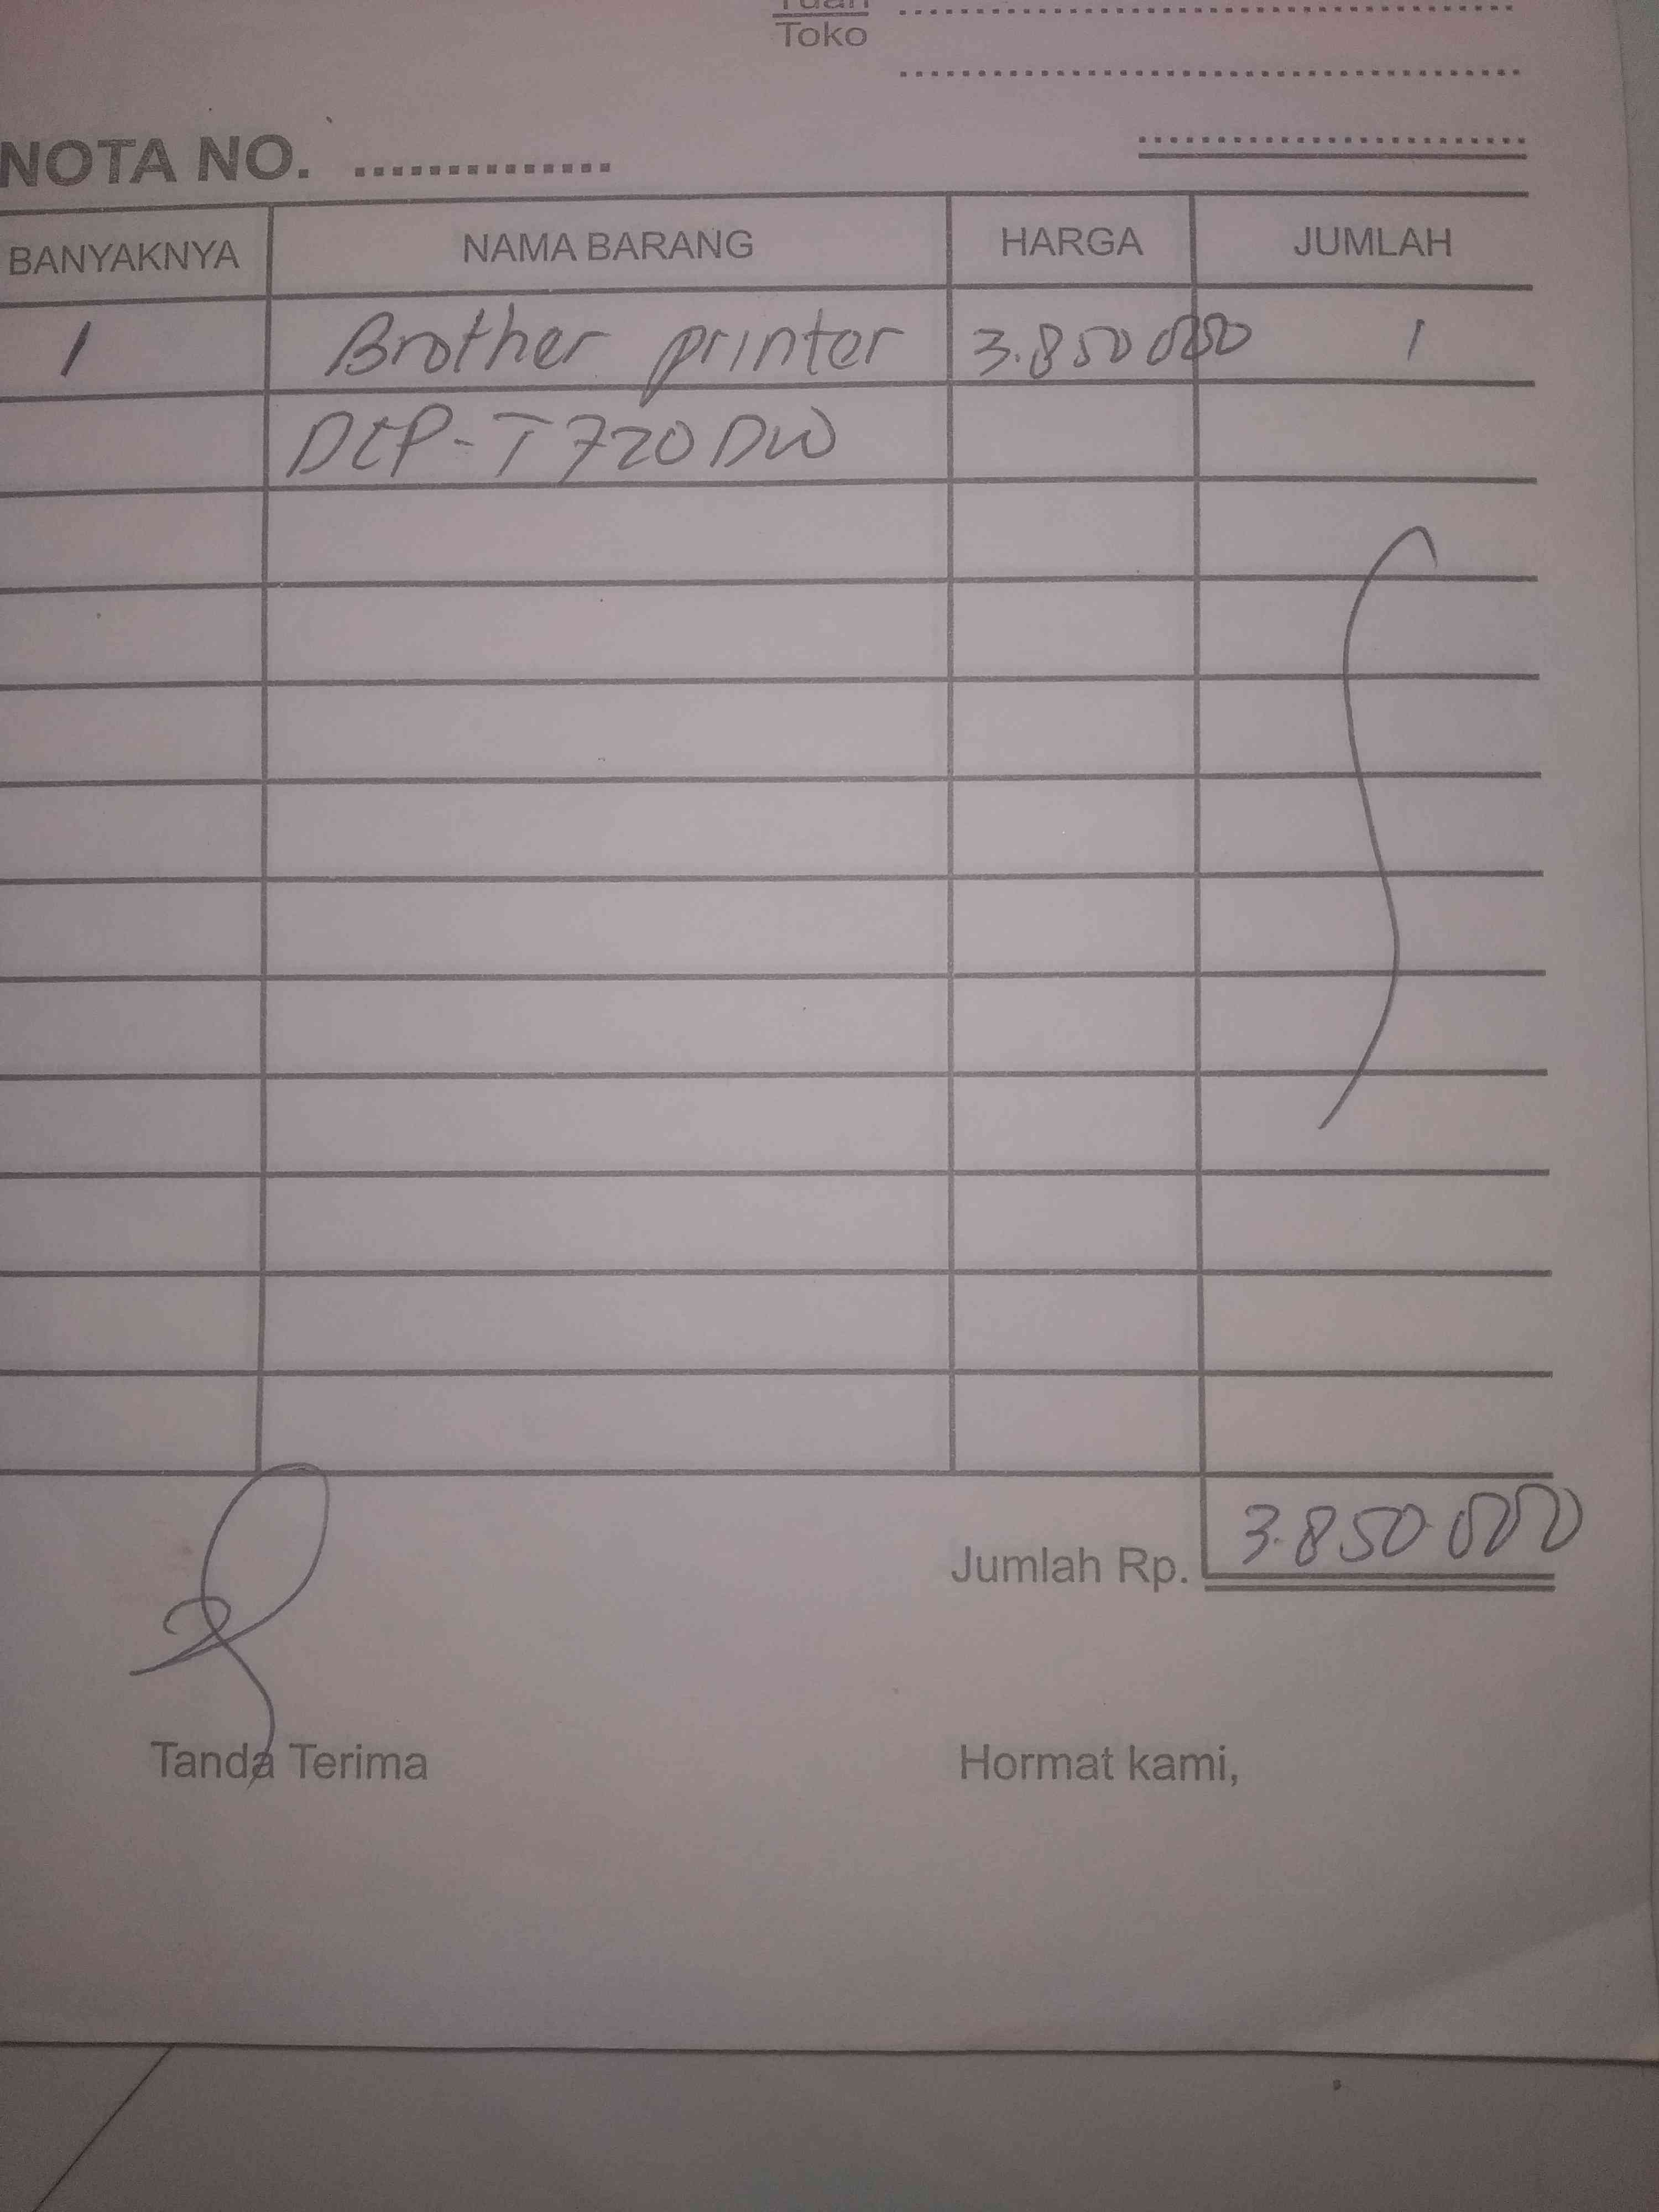 Tuan
Toko
NOTA NO. ..............
BANYAKNYA NAMA BARANG HARGA JUMLAH
1 Brother printer 3.850.000 1
DCP-T720DW
Jumlah Rp. 3.850.000
Tanda Terima Hormat kami,